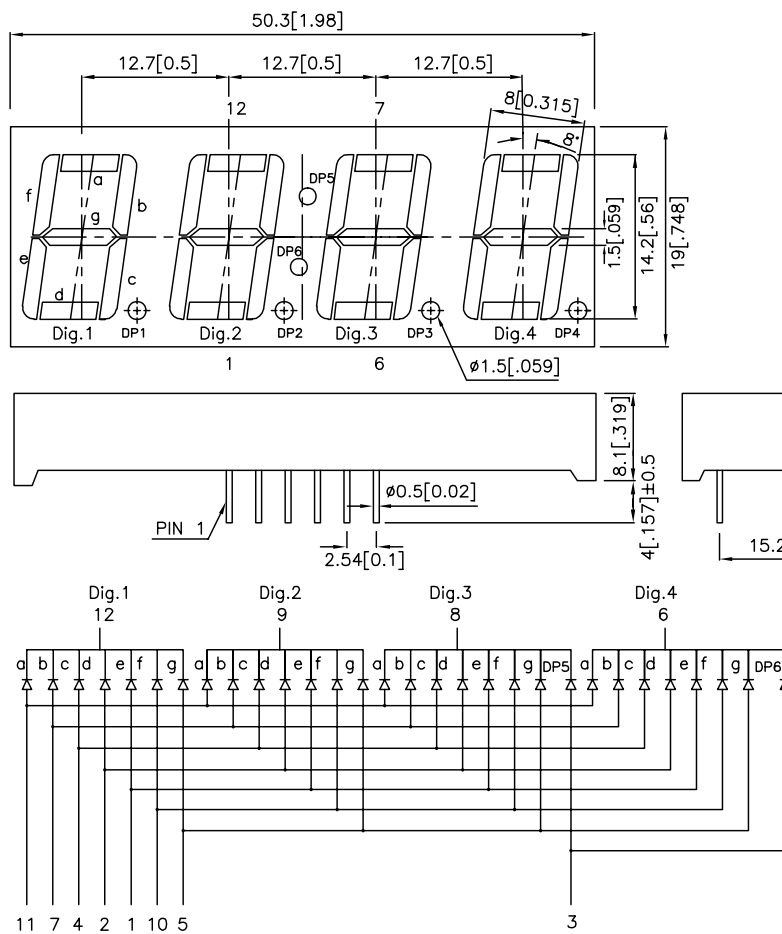 50.3[1.98]
12.7[0.5] 12.7[0.5] 12.7[0.5]
12 7
8[0.315]
8°
a
f b
g
e c
d
DP5
DP6
1.5[.059]
14.2[.56]
19[.748]
Dig.1 DP1 Dig.2 DP2 Dig.3 DP3 Dig.4 DP4
1 6
ø1.5[.059]
8.1[.319]
4[.157]±0.5
ø0.5[0.02]
PIN 1
2.54[0.1]
15.2
Dig.1 Dig.2 Dig.3 Dig.4
12 9 8 6
a b c d e f g a b c d e f g a b c d e f g DP5 a b c d e f g DP6
11 7 4 2 1 10 5 3